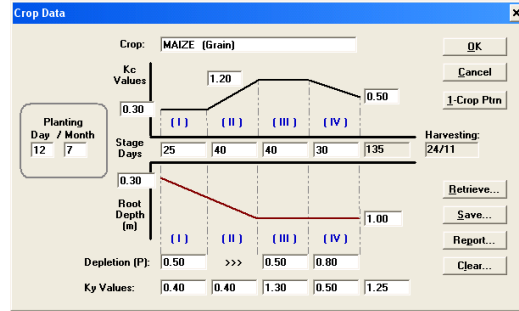 Crop Data
Crop: MAIZE (Grain)
OK
Kc Values
1.20
Cancel
0.30
0.50
1-Crop Ptrn
Planting
Day / Month
12 7
( I ) ( II ) ( III ) ( IV )
Stage Days 25 40 40 30 135
Harvesting:
24/11
0.30
Root Depth (m)
Retrieve...
1.00
Save...
( I ) ( II ) ( III ) ( IV )
Report...
Depletion (P): 0.50 >>> 0.50 0.80
Clear...
Ky Values: 0.40 0.40 1.30 0.50 1.25